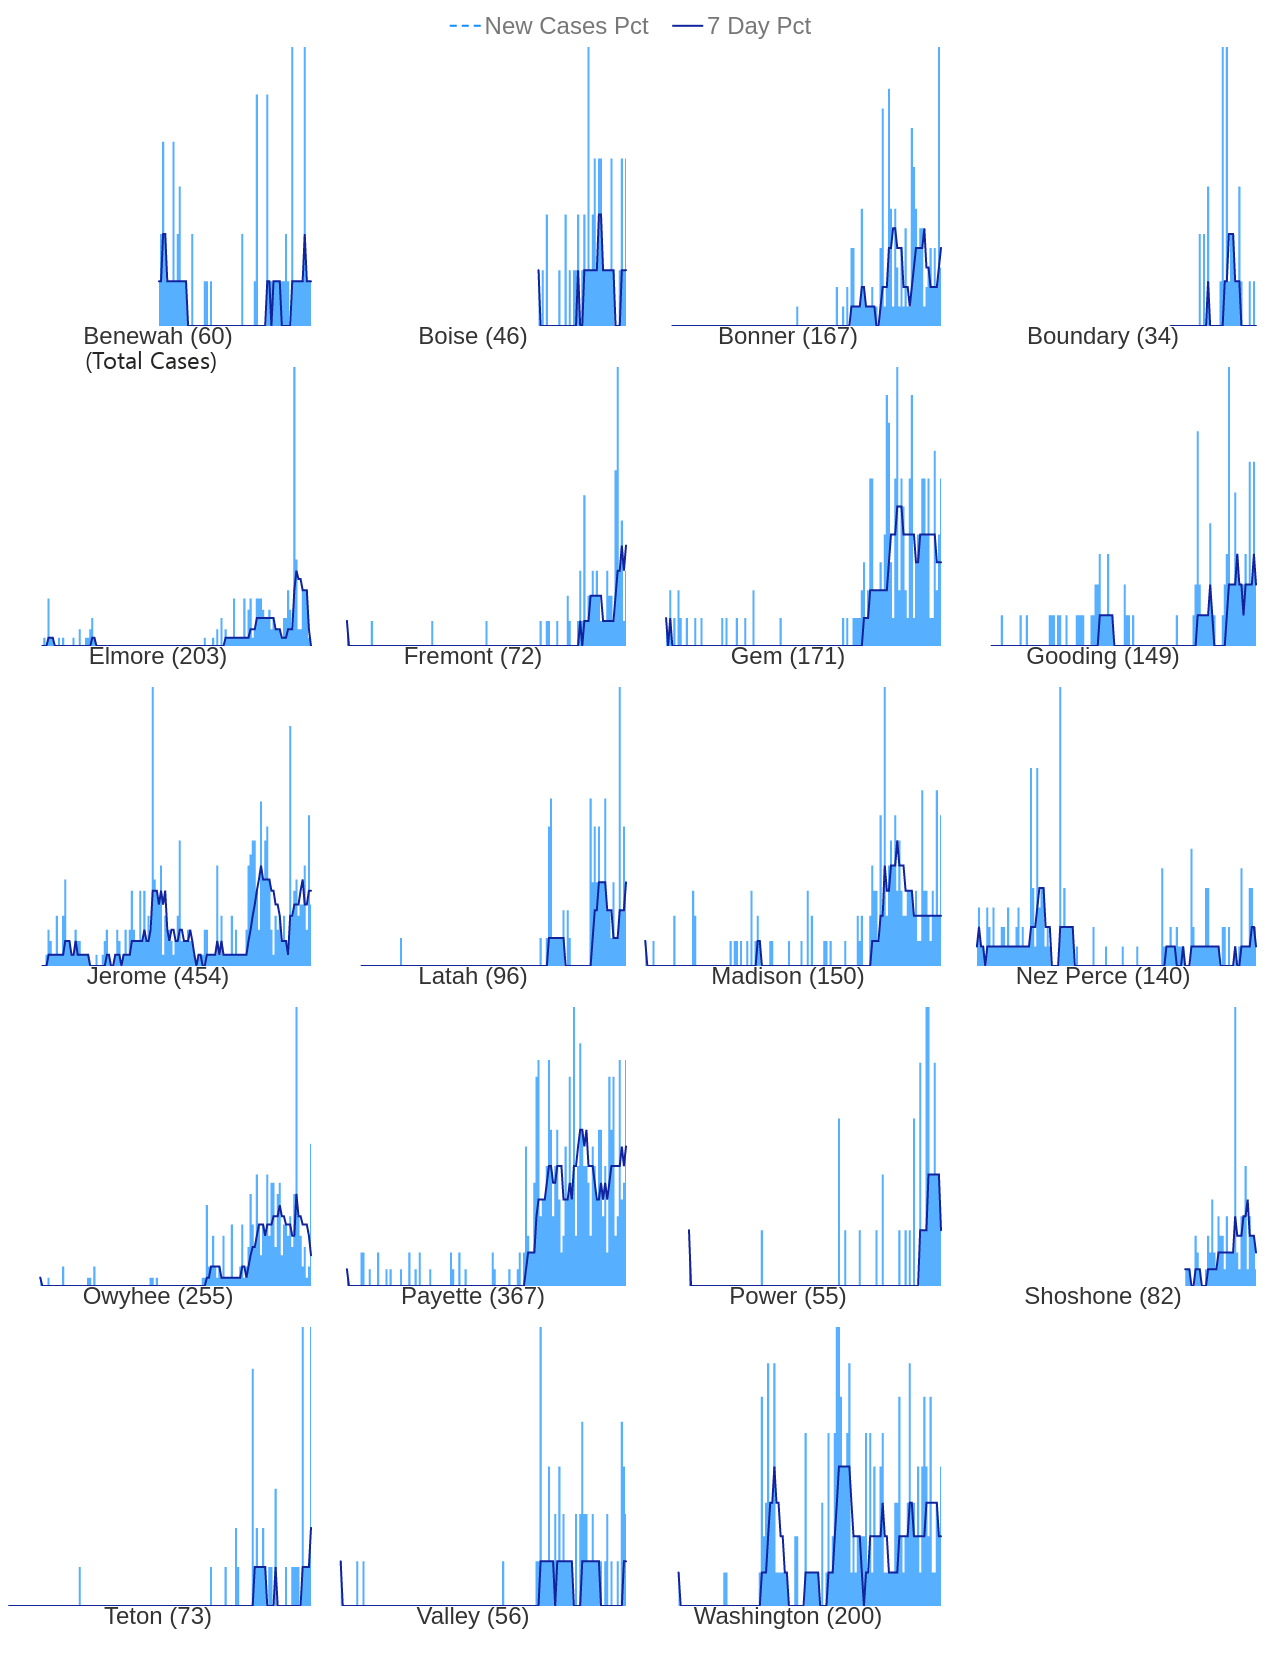 New Cases Pct 7 Day Pct
Benewah (60) Boise (46) Bonner (167) Boundary (34)
(Total Cases)
Elmore (203) Fremont (72) Gem (171) Gooding (149)
Jerome (454) Latah (96) Madison (150) Nez Perce (140)
Owyhee (255) Payette (367) Power (55) Shoshone (82)
Teton (73) Valley (56) Washington (200)